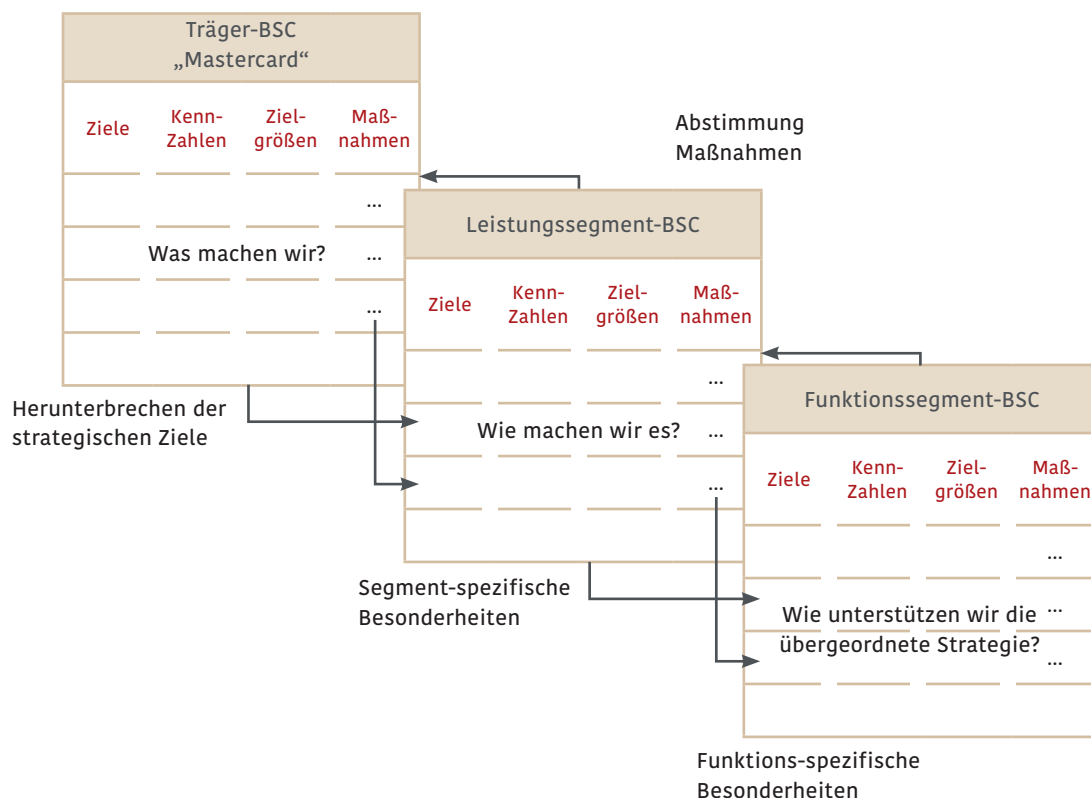 Träger-BSC
„Mastercard“
Ziele
Kenn-
Zahlen
Ziel-
größen
Maß-
nahmen
...
Was machen wir?
...
...
Herunterbrechen der
strategischen Ziele
Abstimmung
Maßnahmen
Leistungssegment-BSC
Ziele
Kenn-
Zahlen
Ziel-
größen
Maß-
nahmen
...
Wie machen wir es?
...
...
Segment-spezifische
Besonderheiten
Funktionssegment-BSC
Ziele
Kenn-
Zahlen
Ziel-
größen
Maß-
nahmen
...
Wie unterstützen wir die
übergeordnete Strategie?
...
...
Funktions-spezifische
Besonderheiten